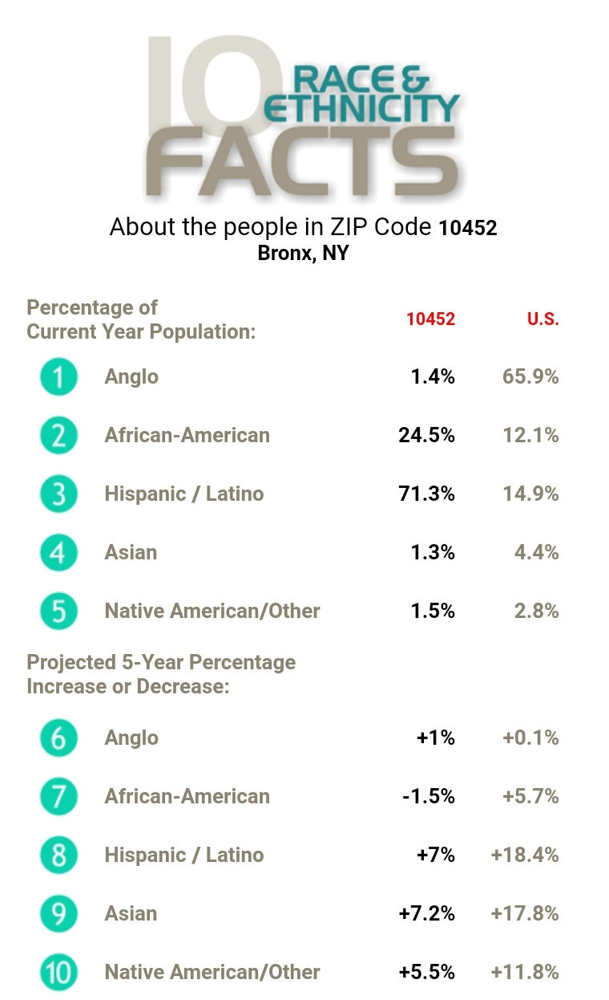 10 RACE &
ETHNICITY
FACTS
About the people in ZIP Code 10452
Bronx, NY
Percentage of
Current Year Population: 10452 U.S.
1 Anglo 1.4% 65.9%
2 African-American 24.5% 12.1%
3 Hispanic / Latino 71.3% 14.9%
4 Asian 1.3% 4.4%
5 Native American/Other 1.5% 2.8%
Projected 5-Year Percentage
Increase or Decrease:
6 Anglo +1% +0.1%
7 African-American -1.5% +5.7%
8 Hispanic / Latino +7% +18.4%
9 Asian +7.2% +17.8%
10 Native American/Other +5.5% +11.8%